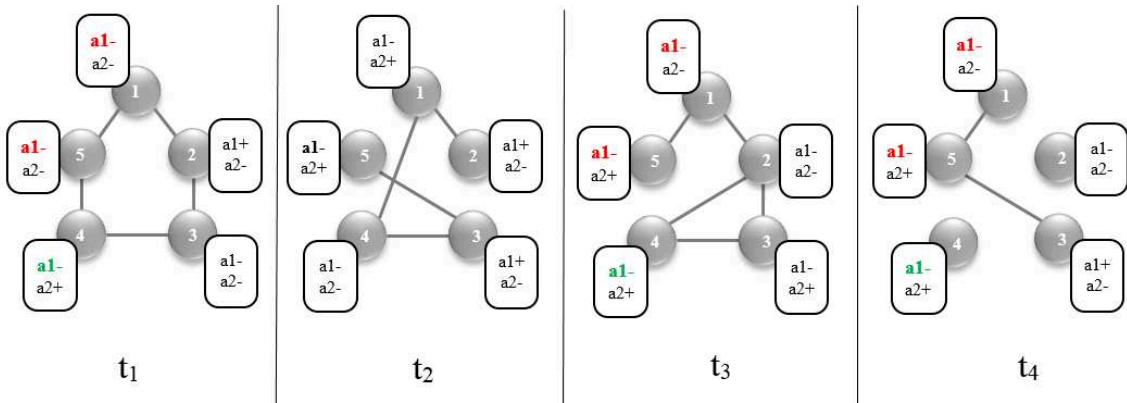 a1-
a2-
1
a1-
a2-
5
2
a1+
a2-
4
3
a1-
a2+
a1-
a2-
t1
a1-
a2+
1
a1-
a2+
5
2
a1+
a2-
4
3
a1-
a2-
a1+
a2-
t2
a1-
a2-
1
a1-
a2+
5
2
a1-
a2-
4
3
a1-
a2+
a1-
a2+
t3
a1-
a2-
1
a1-
a2+
5
2
a1-
a2-
4
3
a1-
a2+
a1+
a2-
t4